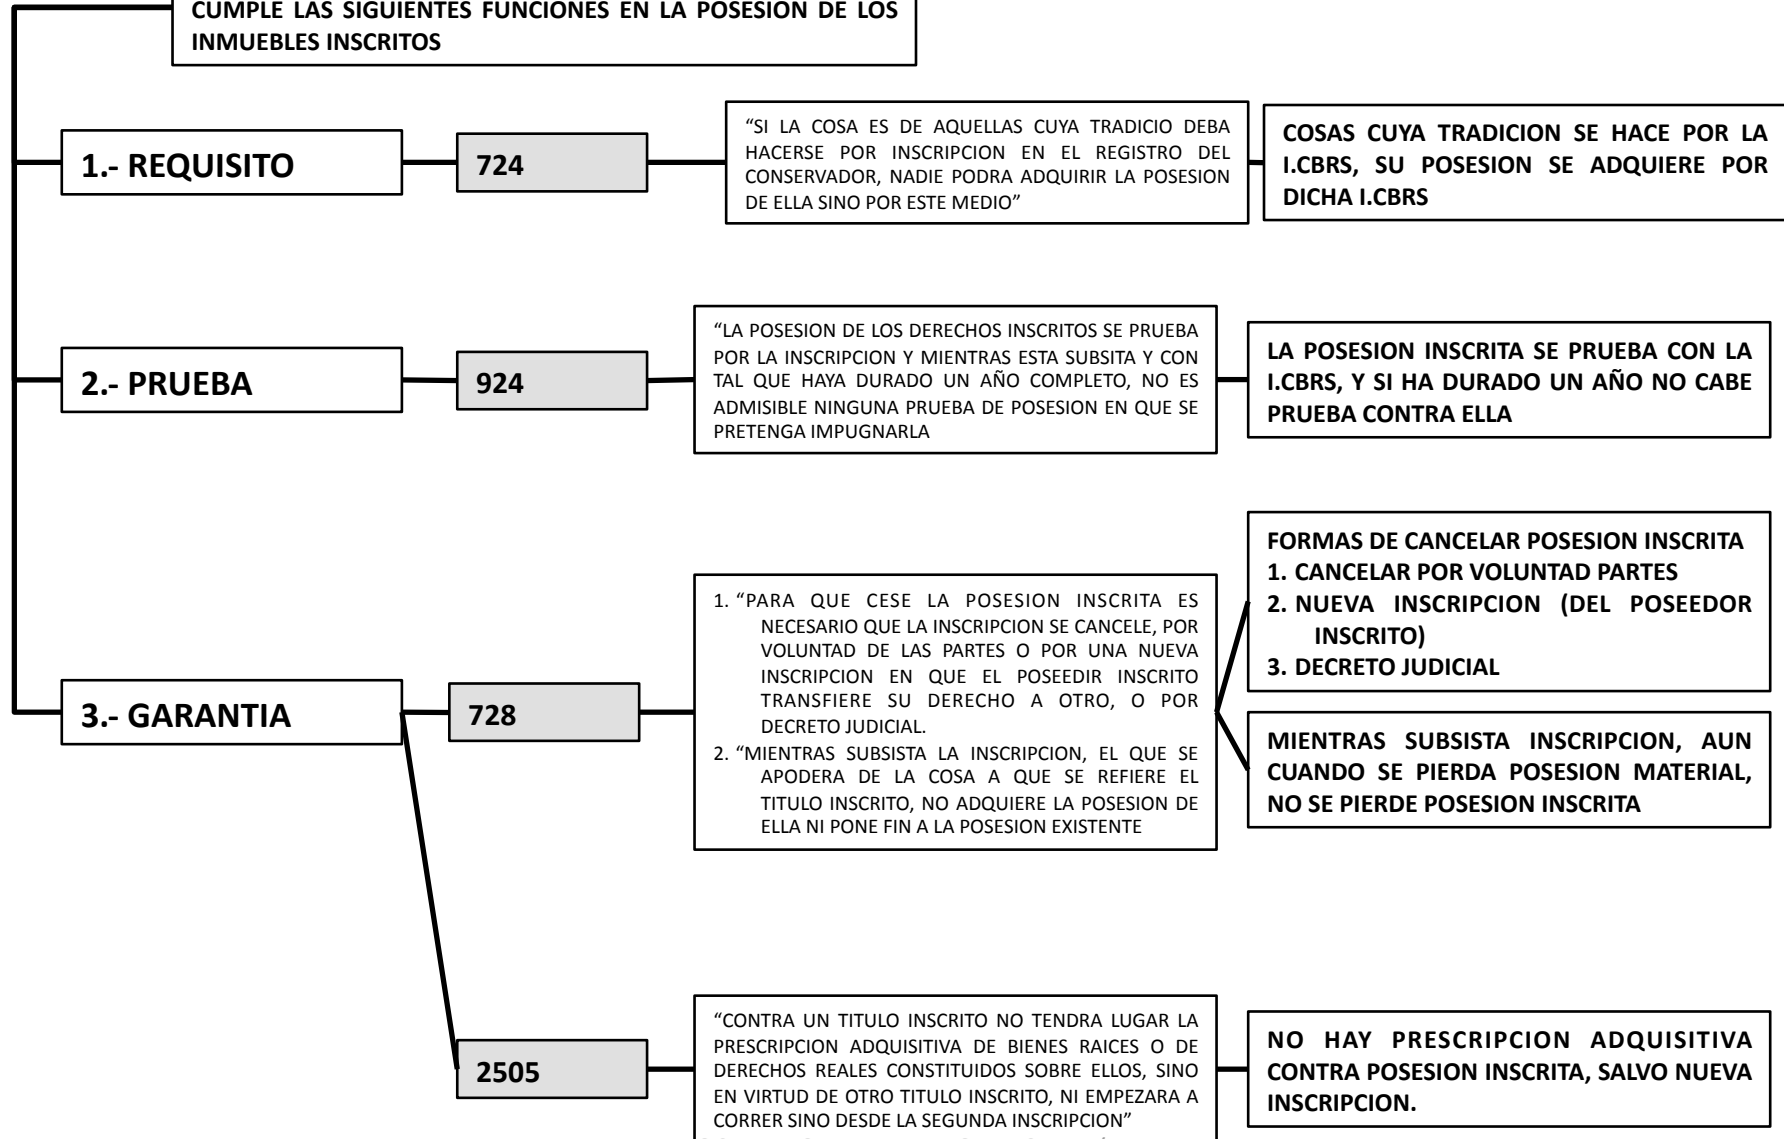 CUMPLE LAS SIGUIENTES FUNCIONES EN LA POSESION DE LOS
INMUEBLES INSCRITOS
1.- REQUISITO
724
“SI LA COSA ES DE AQUELLAS CUYA TRADICIO DEBA
HACERSE POR INSCRIPCION EN EL REGISTRO DEL
CONSERVADOR, NADIE PODRA ADQUIRIR LA POSESION
DE ELLA SINO POR ESTE MEDIO”
COSAS CUYA TRADICION SE HACE POR LA
I.CBRS, SU POSESION SE ADQUIERE POR
DICHA I.CBRS
2.- PRUEBA
924
“LA POSESION DE LOS DERECHOS INSCRITOS SE PRUEBA
POR LA INSCRIPCION Y MIENTRAS ESTA SUBSITA Y CON
TAL QUE HAYA DURADO UN AÑO COMPLETO, NO ES
ADMISIBLE NINGUNA PRUEBA DE POSESION EN QUE SE
PRETENGA IMPUGNARLA
LA POSESION INSCRITA SE PRUEBA CON LA
I.CBRS, Y SI HA DURADO UN AÑO NO CABE
PRUEBA CONTRA ELLA
3.- GARANTIA
728
1. “PARA QUE CESE LA POSESION INSCRITA ES
NECESARIO QUE LA INSCRIPCION SE CANCELE, POR
VOLUNTAD DE LAS PARTES O POR UNA NUEVA
INSCRIPCION EN QUE EL POSEEDIR INSCRITO
TRANSFIERE SU DERECHO A OTRO, O POR
DECRETO JUDICIAL.
2. “MIENTRAS SUBSISTA LA INSCRIPCION, EL QUE SE
APODERA DE LA COSA A QUE SE REFIERE EL
TITULO INSCRITO, NO ADQUIERE LA POSESION DE
ELLA NI PONE FIN A LA POSESION EXISTENTE
FORMAS DE CANCELAR POSESION INSCRITA
1. CANCELAR POR VOLUNTAD PARTES
2. NUEVA INSCRIPCION (DEL POSEEDOR
INSCRITO)
3. DECRETO JUDICIAL
MIENTRAS SUBSISTA INSCRIPCION, AUN
CUANDO SE PIERDA POSESION MATERIAL,
NO SE PIERDE POSESION INSCRITA
2505
“CONTRA UN TITULO INSCRITO NO TENDRA LUGAR LA
PRESCRIPCION ADQUISITIVA DE BIENES RAICES O DE
DERECHOS REALES CONSTITUIDOS SOBRE ELLOS, SINO
EN VIRTUD DE OTRO TITULO INSCRITO, NI EMPEZARA A
CORRER SINO DESDE LA SEGUNDA INSCRIPCION”
NO HAY PRESCRIPCION ADQUISITIVA
CONTRA POSESION INSCRITA, SALVO NUEVA
INSCRIPCION.